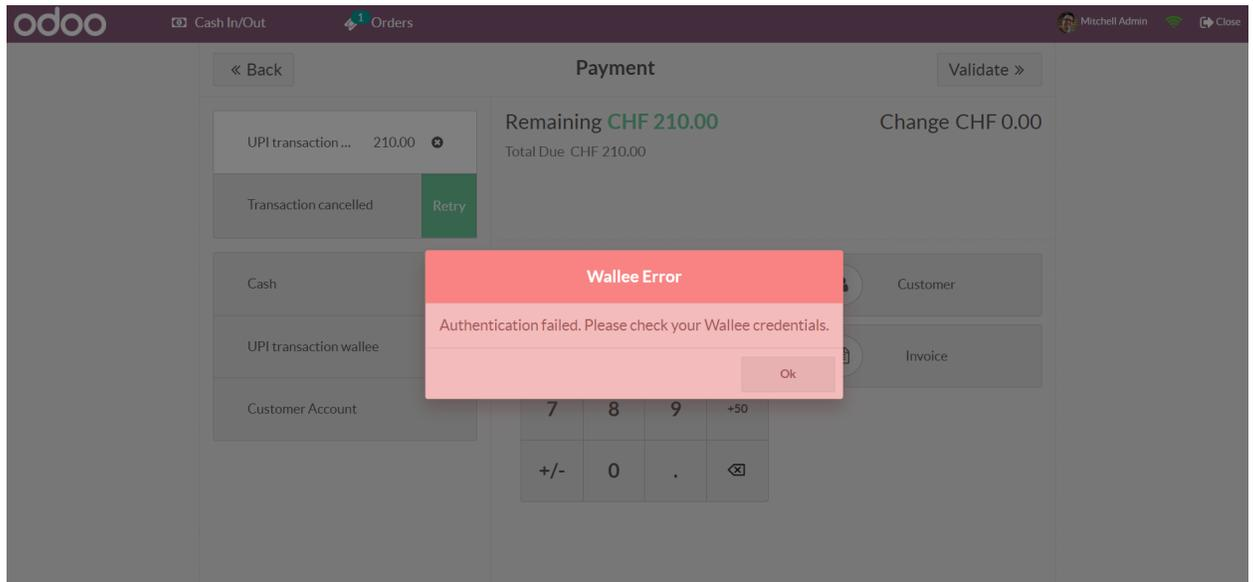 odoo
Cash In/Out
1
Orders
Mitchell Admin
Close
« Back
Payment
Validate »
UPI transaction ...
210.00
Remaining CHF 210.00
Change CHF 0.00
Total Due CHF 210.00
Transaction cancelled
Retry
Wallee Error
Authentication failed. Please check your Wallee credentials.
Ok
Cash
UPI transaction wallee
Customer Account
Customer
Invoice
7 8 9 +50
+/- 0 .